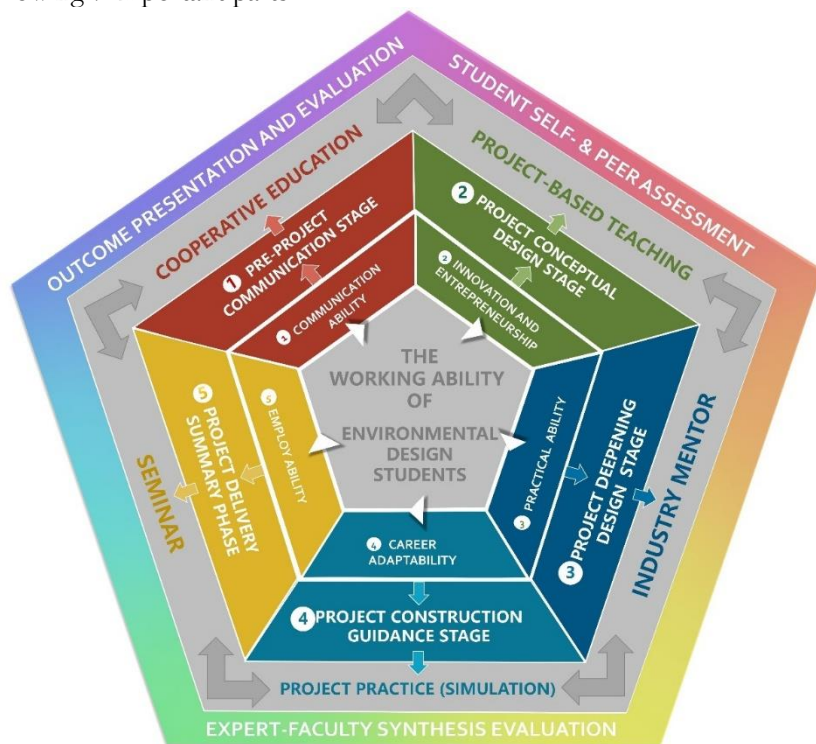 OUTCOME PRESENTATION AND EVALUATION
STUDENT SELF- & PEER ASSESSMENT
COOPERATIVE EDUCATION
PROJECT-BASED TEACHING
1 PRE-PROJECT
COMMUNICATION STAGE
2 PROJECT CONCEPTUAL
DESIGN STAGE
1 COMMUNICATION
ABILITY
2 INNOVATION AND
ENTREPRENEURSHIP
THE
WORKING ABILITY
OF
ENVIRONMENTAL
DESIGN
STUDENTS
5 EMPLOY ABILITY
3 PRACTICAL ABILITY
5 PROJECT DELIVERY
SUMMARY PHASE
3 PROJECT DEEPENING
DESIGN STAGE
SEMINAR
INDUSTRY MENTOR
4 CAREER
ADAPTABILITY
4 PROJECT CONSTRUCTION
GUIDANCE STAGE
PROJECT PRACTICE (SIMULATION)
EXPERT-FACULTY SYNTHESIS EVALUATION